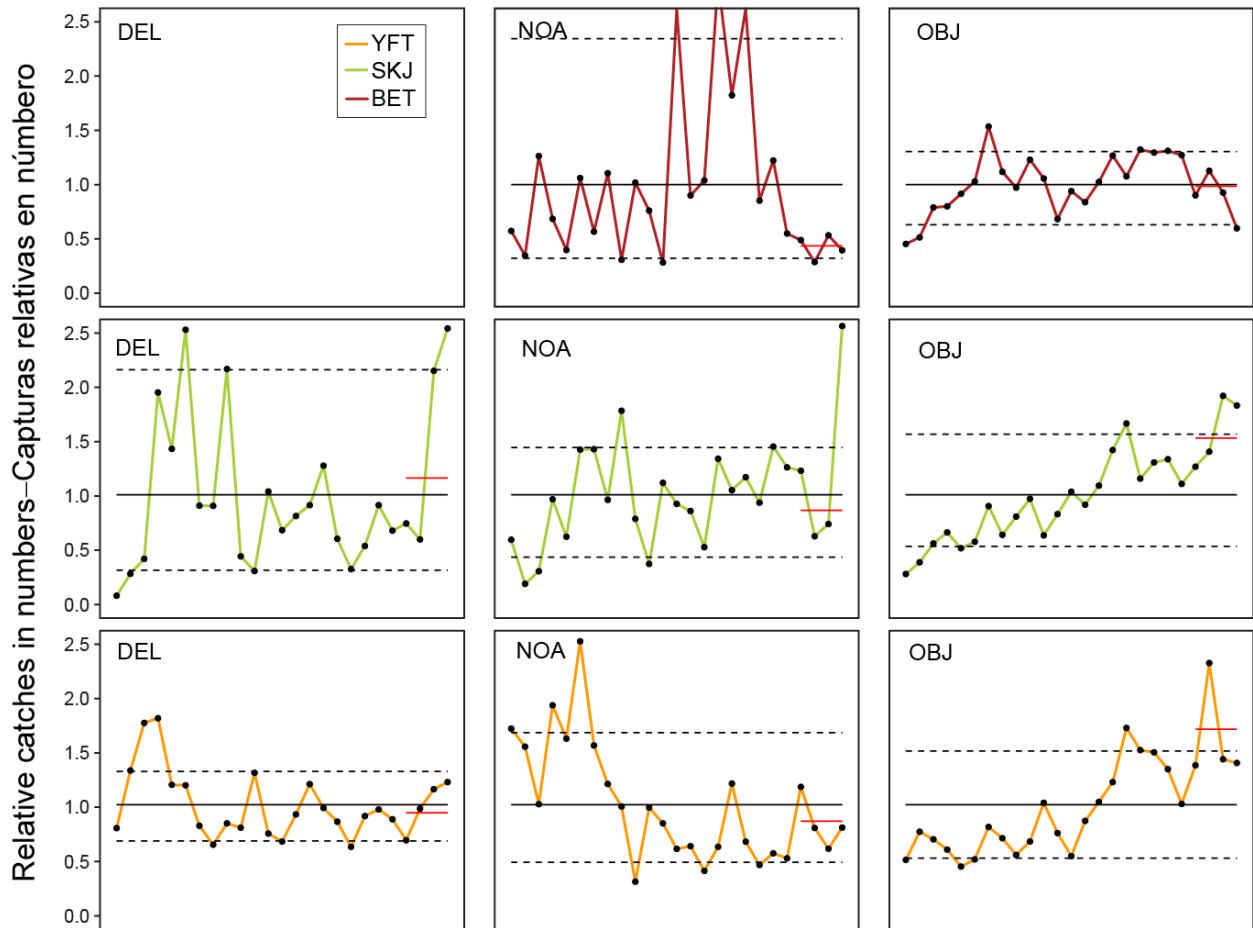 Relative catches in numbers–Capturas relativas en número
DEL
YFT
SKJ
BET
NOA
OBJ
2.5
2.0
1.5
1.0
0.5
0.0
DEL
NOA
OBJ
2.5
2.0
1.5
1.0
0.5
0.0
DEL
NOA
OBJ
2.5
2.0
1.5
1.0
0.5
0.0